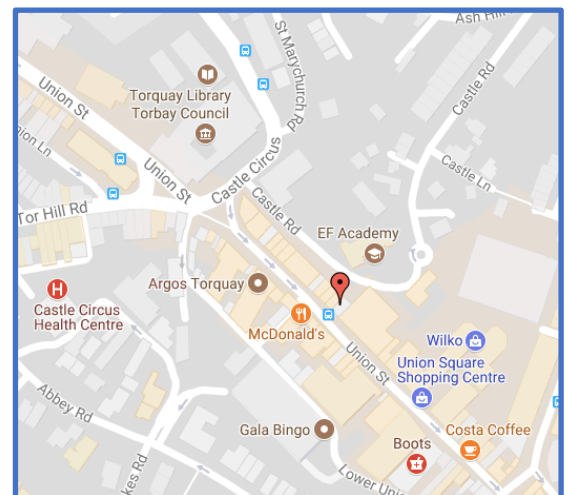 Ash Hill
St Marychurch Rd
Castle Rd
Union St
Torquay Library
Torbay Council
Union St
Castle Circus
Castle Ln
Tor Hill Rd
Castle Rd
EF Academy
Argos Torquay
H
Castle Circus
Health Centre
McDonald's
Wilko
Union St
Union Square
Shopping Centre
Abbey Rd
Gala Bingo
Costa Coffee
Boots
Lower Un